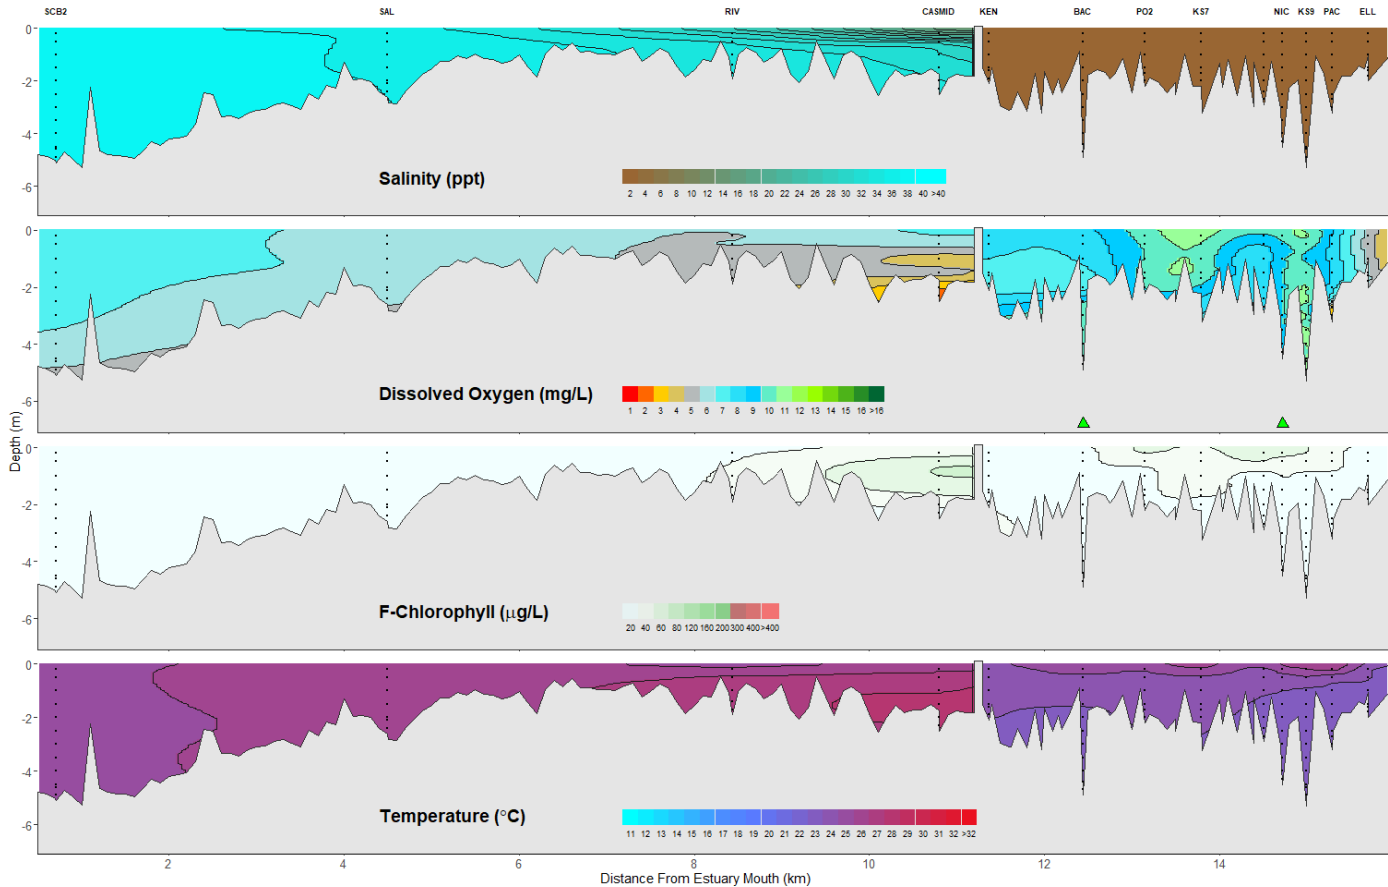 SCB2 SAL RIV CASMID KEN BAC PO2 KS7 NIC KS9 PAC ELL
0
-2
-4
-6
Salinity (ppt)
2 4 6 8 10 12 14 16 18 20 22 24 26 28 30 32 34 36 38 40 >40
0
-2
-4
-6
Dissolved Oxygen (mg/L)
1 2 3 4 5 6 7 8 9 10 11 12 13 14 15 16 >16
Depth (m)
0
-2
-4
-6
F-Chlorophyll (μg/L)
20 40 60 80 120 160 200 300 400 >400
0
-2
-4
-6
Temperature (°C)
11 12 13 14 15 16 17 18 19 20 21 22 23 24 25 26 27 28 29 30 31 32 >32
2 4 6 8 10 12 14
Distance From Estuary Mouth (km)